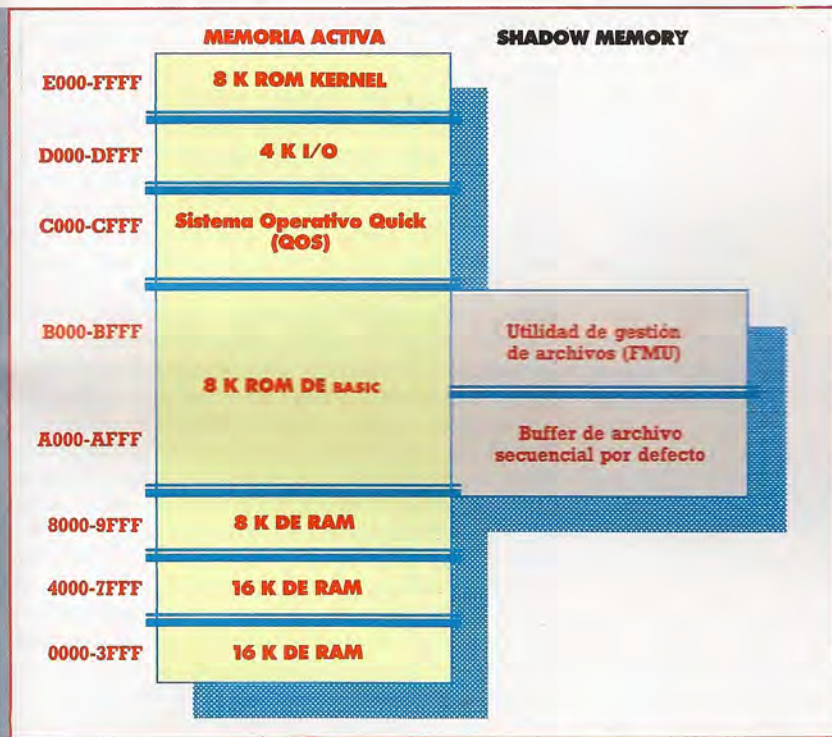 MEMORIA ACTIVA
SHADOW MEMORY
E000-FFFF
8 K ROM KERNEL
D000-DFFF
4 K I/O
C000-CFFF
Sistema Operativo Quick
(QOS)
B000-BFFF
Utilidad de gestión
de archivos (FMU)
8 K ROM DE BASIC
A000-AFFF
Buffer de archivo
secuencial por defecto
8000-9FFF
8 K DE RAM
4000-7FFF
16 K DE RAM
0000-3FFF
16 K DE RAM